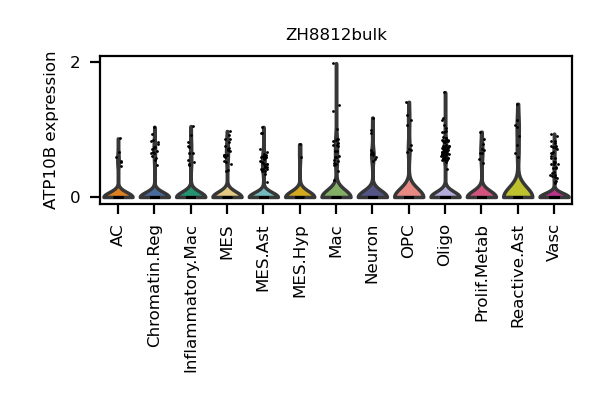 ZH8812bulk
ATP10B expression
2
0
AC
Chromatin.Reg
Inflammatory.Mac
MES
MES.Ast
MES.Hyp
Mac
Neuron
OPC
Oligo
Prolif.Metab
Reactive.Ast
Vasc